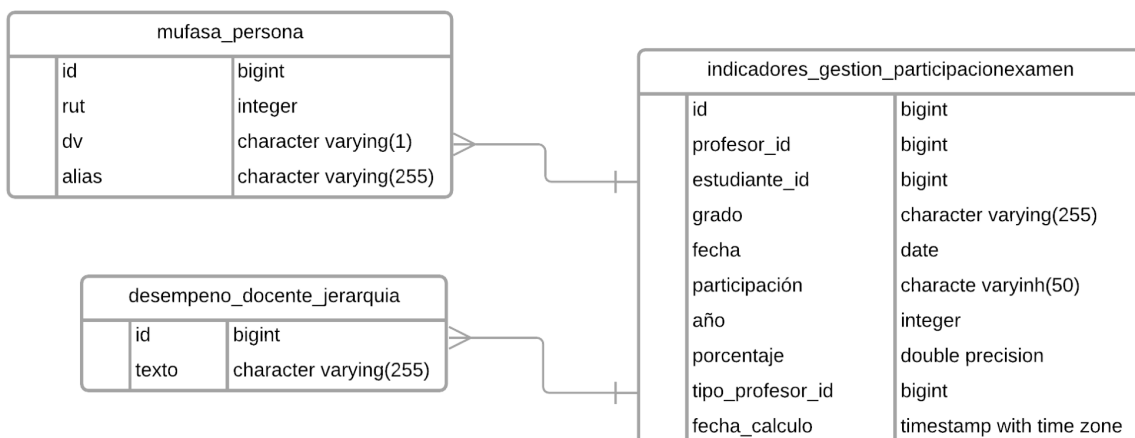 mufasa_persona
id bigint
rut integer
dv character varying(1)
alias character varying(255)
indicadores_gestion_participacionexamen
id bigint
profesor_id bigint
estudiante_id bigint
grado character varying(255)
fecha date
participación characte varyinh(50)
año integer
porcentaje double precision
tipo_profesor_id bigint
fecha_calculo timestamp with time zone
desempeno_docente_jerarquia
id bigint
texto character varying(255)